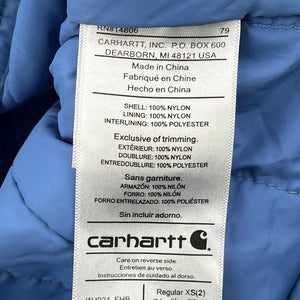 RN#14806 79
CARHARTT, INC. P.O. BOX 600
DEARBORN, MI 48121 USA
Made in China
Fabriqué en Chine
Hecho en China
SHELL: 100% NYLON
LINING: 100% NYLON
INTERLINING: 100% POLYESTER
Exclusive of trimming.
EXTÉRIEUR: 100% NYLON
DOUBLURE: 100% NYLON
ENTREDOUBLURE: 100% POLYESTER
Sans garniture.
ARMAZÓN: 100% NILÓN
FORRO: 100% NILÓN
FORRO ENTRELAZADO: 100% POLIÉSTER
Sin incluir adorno.
carhartt
Care on reverse.
Entretien au verso.
Instrucciones de cuidado al dorso.
WJ021 EHB Regular XS(2)